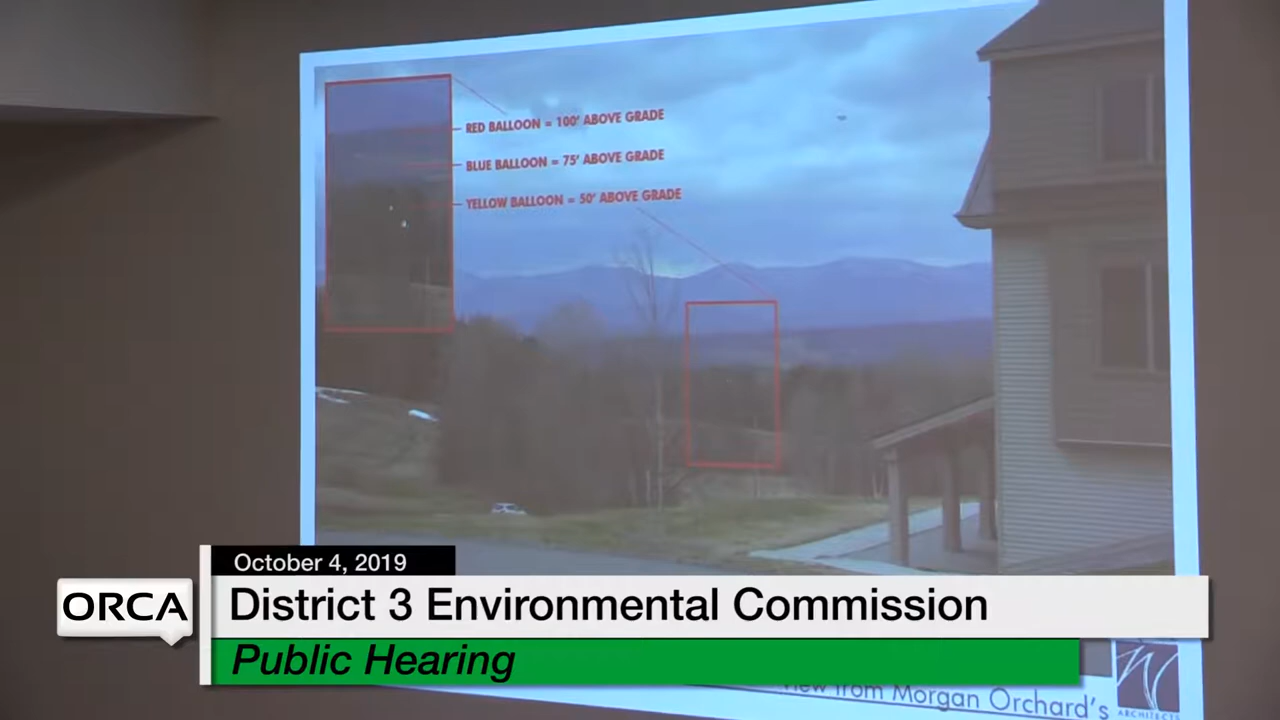 RED BALLOON = 100' ABOVE GRADE
BLUE BALLOON = 75' ABOVE GRADE
YELLOW BALLOON = 50' ABOVE GRADE
October 4, 2019
ORCA
District 3 Environmental Commission
Public Hearing
View from Morgan Orchard's
ARCHITECTS